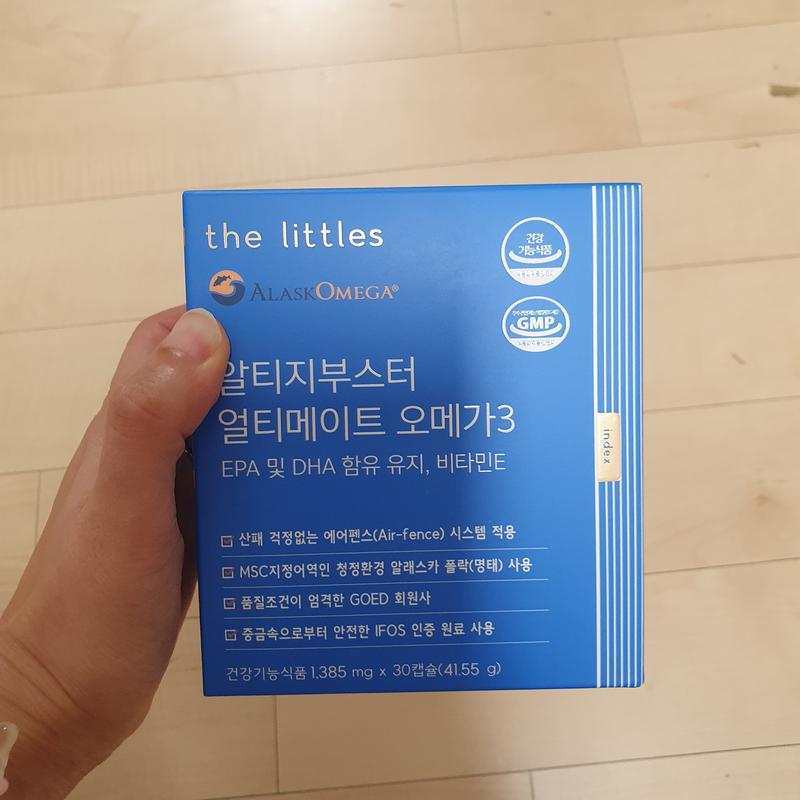 the littles
ALASKOMEGA®
건강
기능식품
GMP
알티지부스터
얼티메이트 오메가3
EPA 및 DHA 함유 유지, 비타민E
index
산패 걱정없는 에어펜스(Air-fence) 시스템 적용
MSC지정어역인 청정환경 알래스카 폴락(명태) 사용
품질조건이 엄격한 GOED 회원사
중금속으로부터 안전한 IFOS 인증 원료 사용
건강기능식품 1,385 mg x 30캡슐(41.55 g)